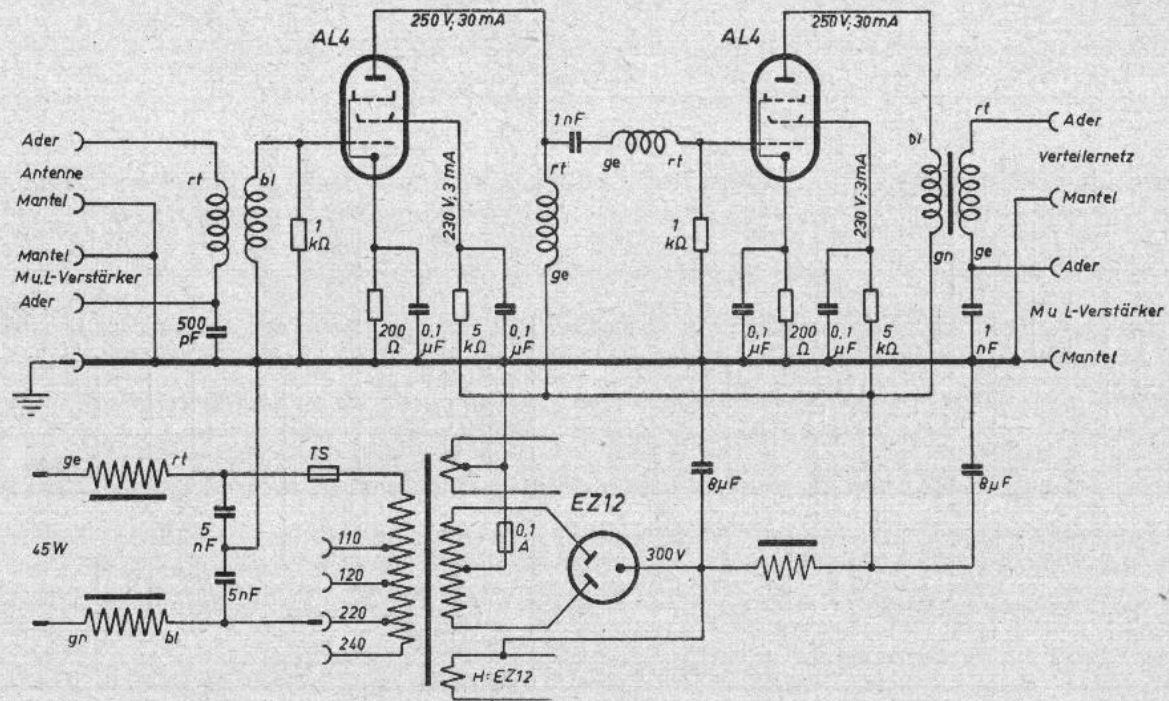 250 V; 30 mA
250 V; 30 mA
AL4
AL4
Ader
Antenne
Mantel
Mantel
M u. L-Verstärker
Ader
rt
bl
1
kΩ
500
pF
230 V; 3 mA
200
Ω
0,1
µF
5
kΩ
0,1
µF
1nF
ge
rt
rt
ge
1
kΩ
230 V; 3mA
0,1
µF
200
Ω
0,1
µF
5
kΩ
bl
gn
rt
ge
1
nF
Ader
Verteilernetz
Mantel
Ader
M u L-Verstärker
Mantel
ge
rt
TS
5
nF
45W
5nF
gn
bl
110
120
220
240
0,1
A
EZ12
300 V
H:EZ12
8µF
8µF